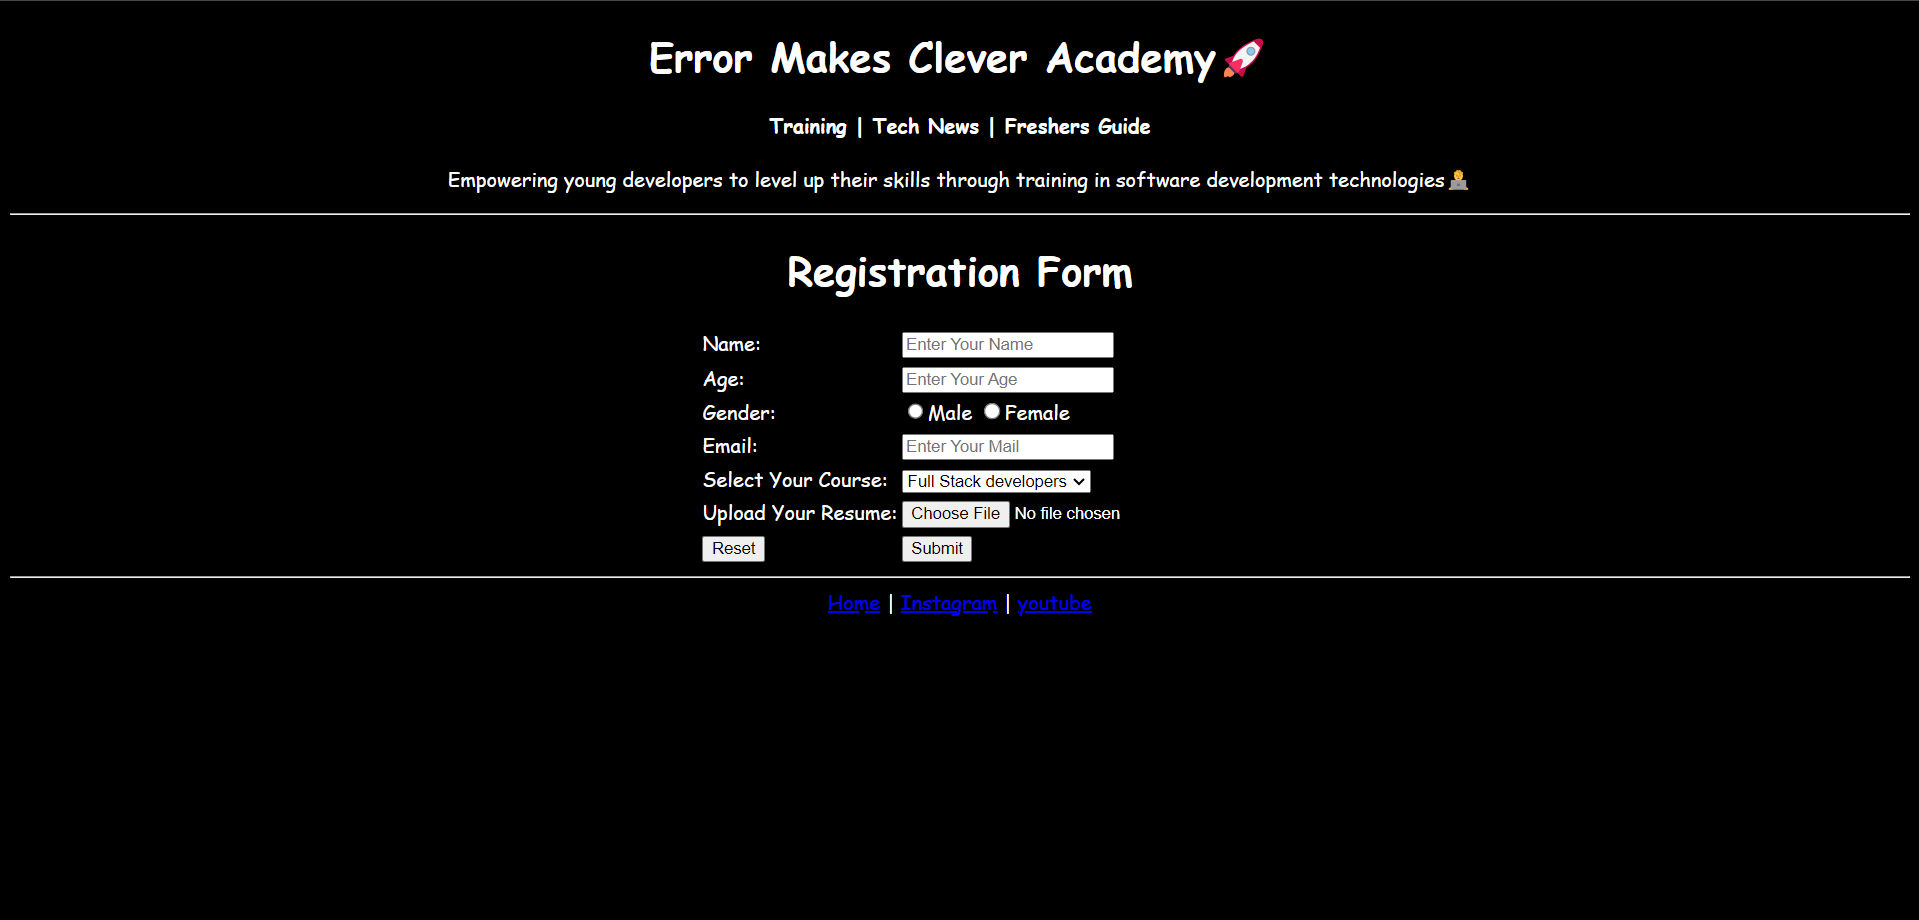 Error Makes Clever Academy🚀
Training | Tech News | Freshers Guide
Empowering young developers to level up their skills through training in software development technologies🧑‍💻
Registration Form
Name: Enter Your Name
Age: Enter Your Age
Gender: Male Female
Email: Enter Your Mail
Select Your Course: Full Stack developers
Upload Your Resume: Choose File No file chosen
Reset Submit
Home | Instagram | youtube